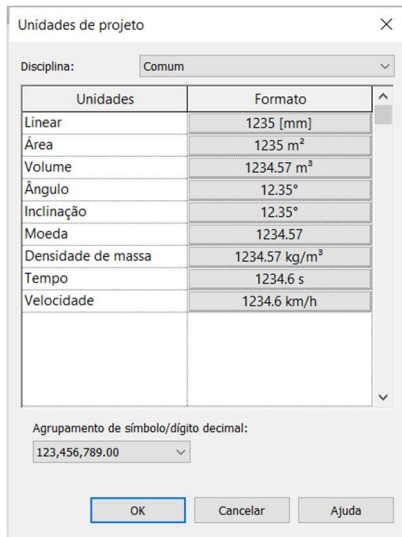 Unidades de projeto
Disciplina: Comum
Unidades Formato
Linear 1235 [mm]
Área 1235 m²
Volume 1234.57 m³
Ângulo 12.35°
Inclinação 12.35°
Moeda 1234.57
Densidade de massa 1234.57 kg/m³
Tempo 1234.6 s
Velocidade 1234.6 km/h
Agrupamento de símbolo/dígito decimal:
123,456,789.00
OK Cancelar Ajuda